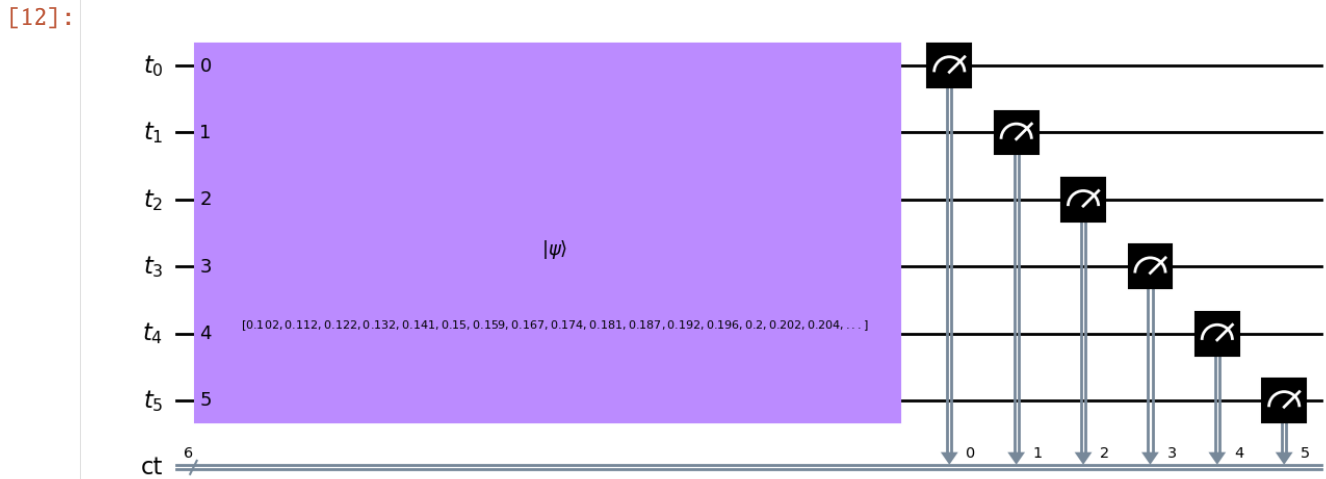 [12]:
t0 0
t1 1
t2 2
|ψ⟩
t3 3
[0.102, 0.112, 0.122, 0.132, 0.141, 0.15, 0.159, 0.167, 0.174, 0.181, 0.187, 0.192, 0.196, 0.2, 0.202, 0.204, . . . ]
t4 4
t5 5
ct 6 0 1 2 3 4 5